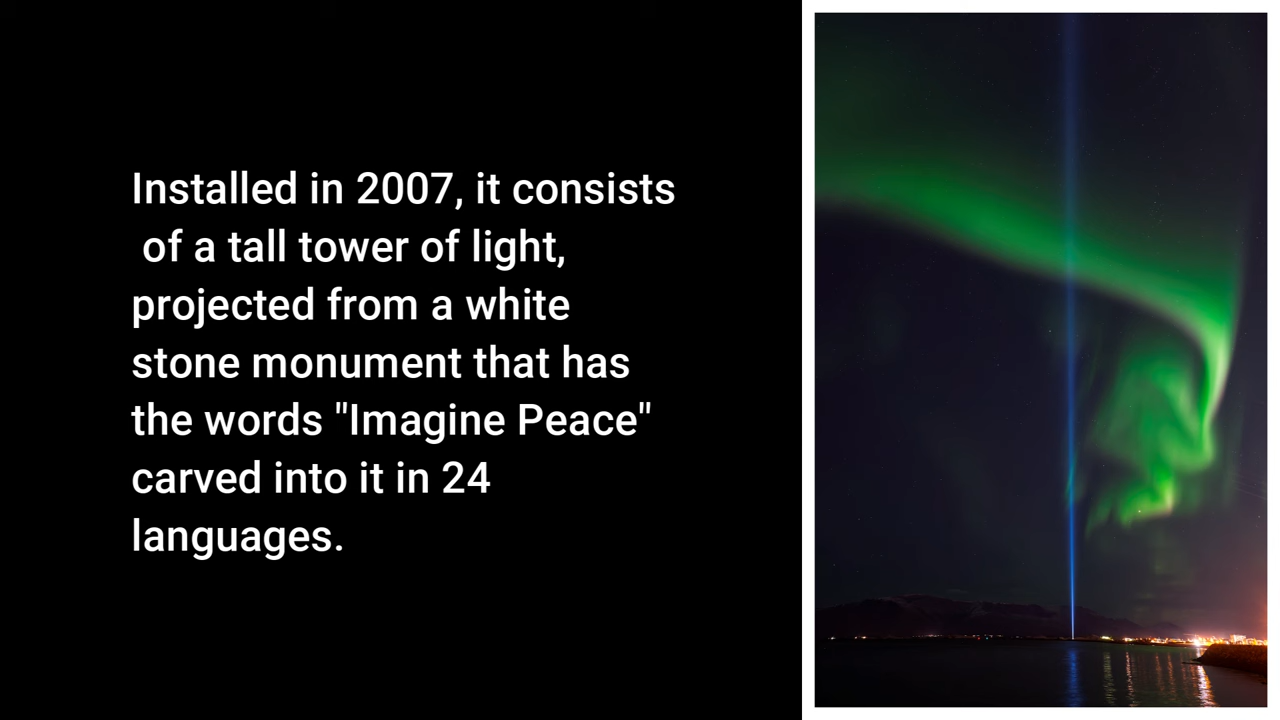 Installed in 2007, it consists
of a tall tower of light,
projected from a white
stone monument that has
the words "Imagine Peace"
carved into it in 24
languages.